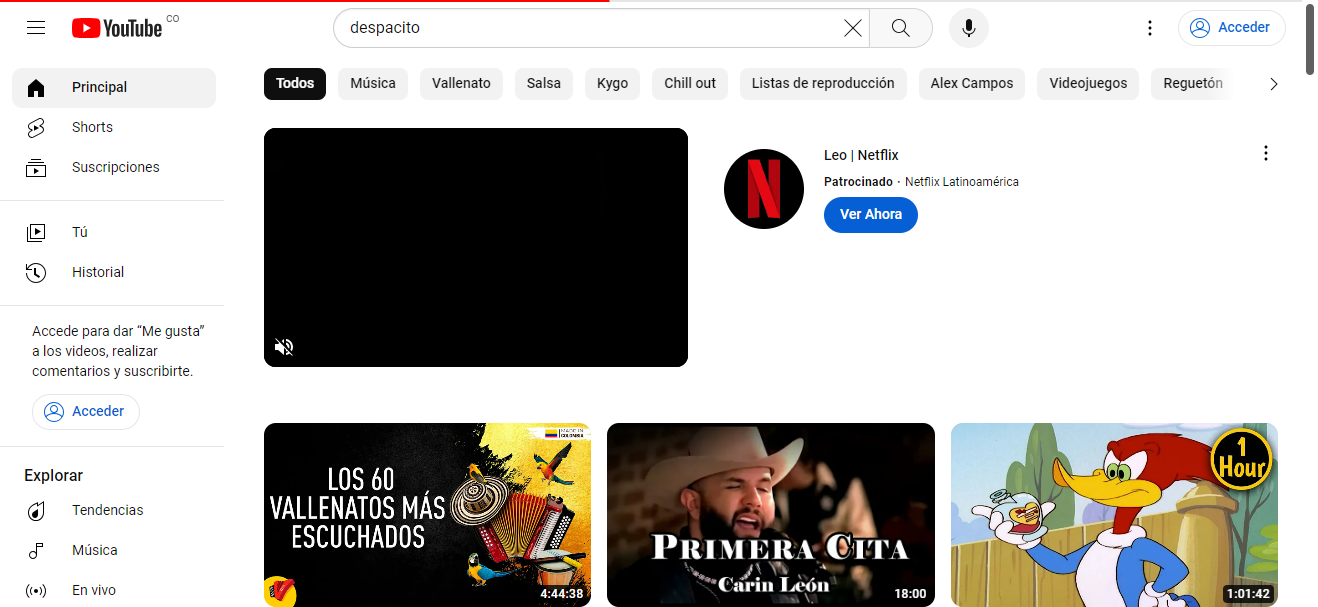 YouTube CO
despacito
Acceder
Principal
Shorts
Suscripciones
Tú
Historial
Accede para dar “Me gusta”
a los videos, realizar
comentarios y suscribirte.
Acceder
Explorar
Tendencias
Música
En vivo
Todos
Música
Vallenato
Salsa
Kygo
Chill out
Listas de reproducción
Alex Campos
Videojuegos
Reguetón
N
Leo | Netflix
Patrocinado · Netflix Latinoamérica
Ver Ahora
MADE IN
COLOMBIA
LOS 60
VALLENATOS MÁS
ESCUCHADOS
4:44:38
PRIMERA CITA
Carin León
18:00
1
Hour
1:01:42